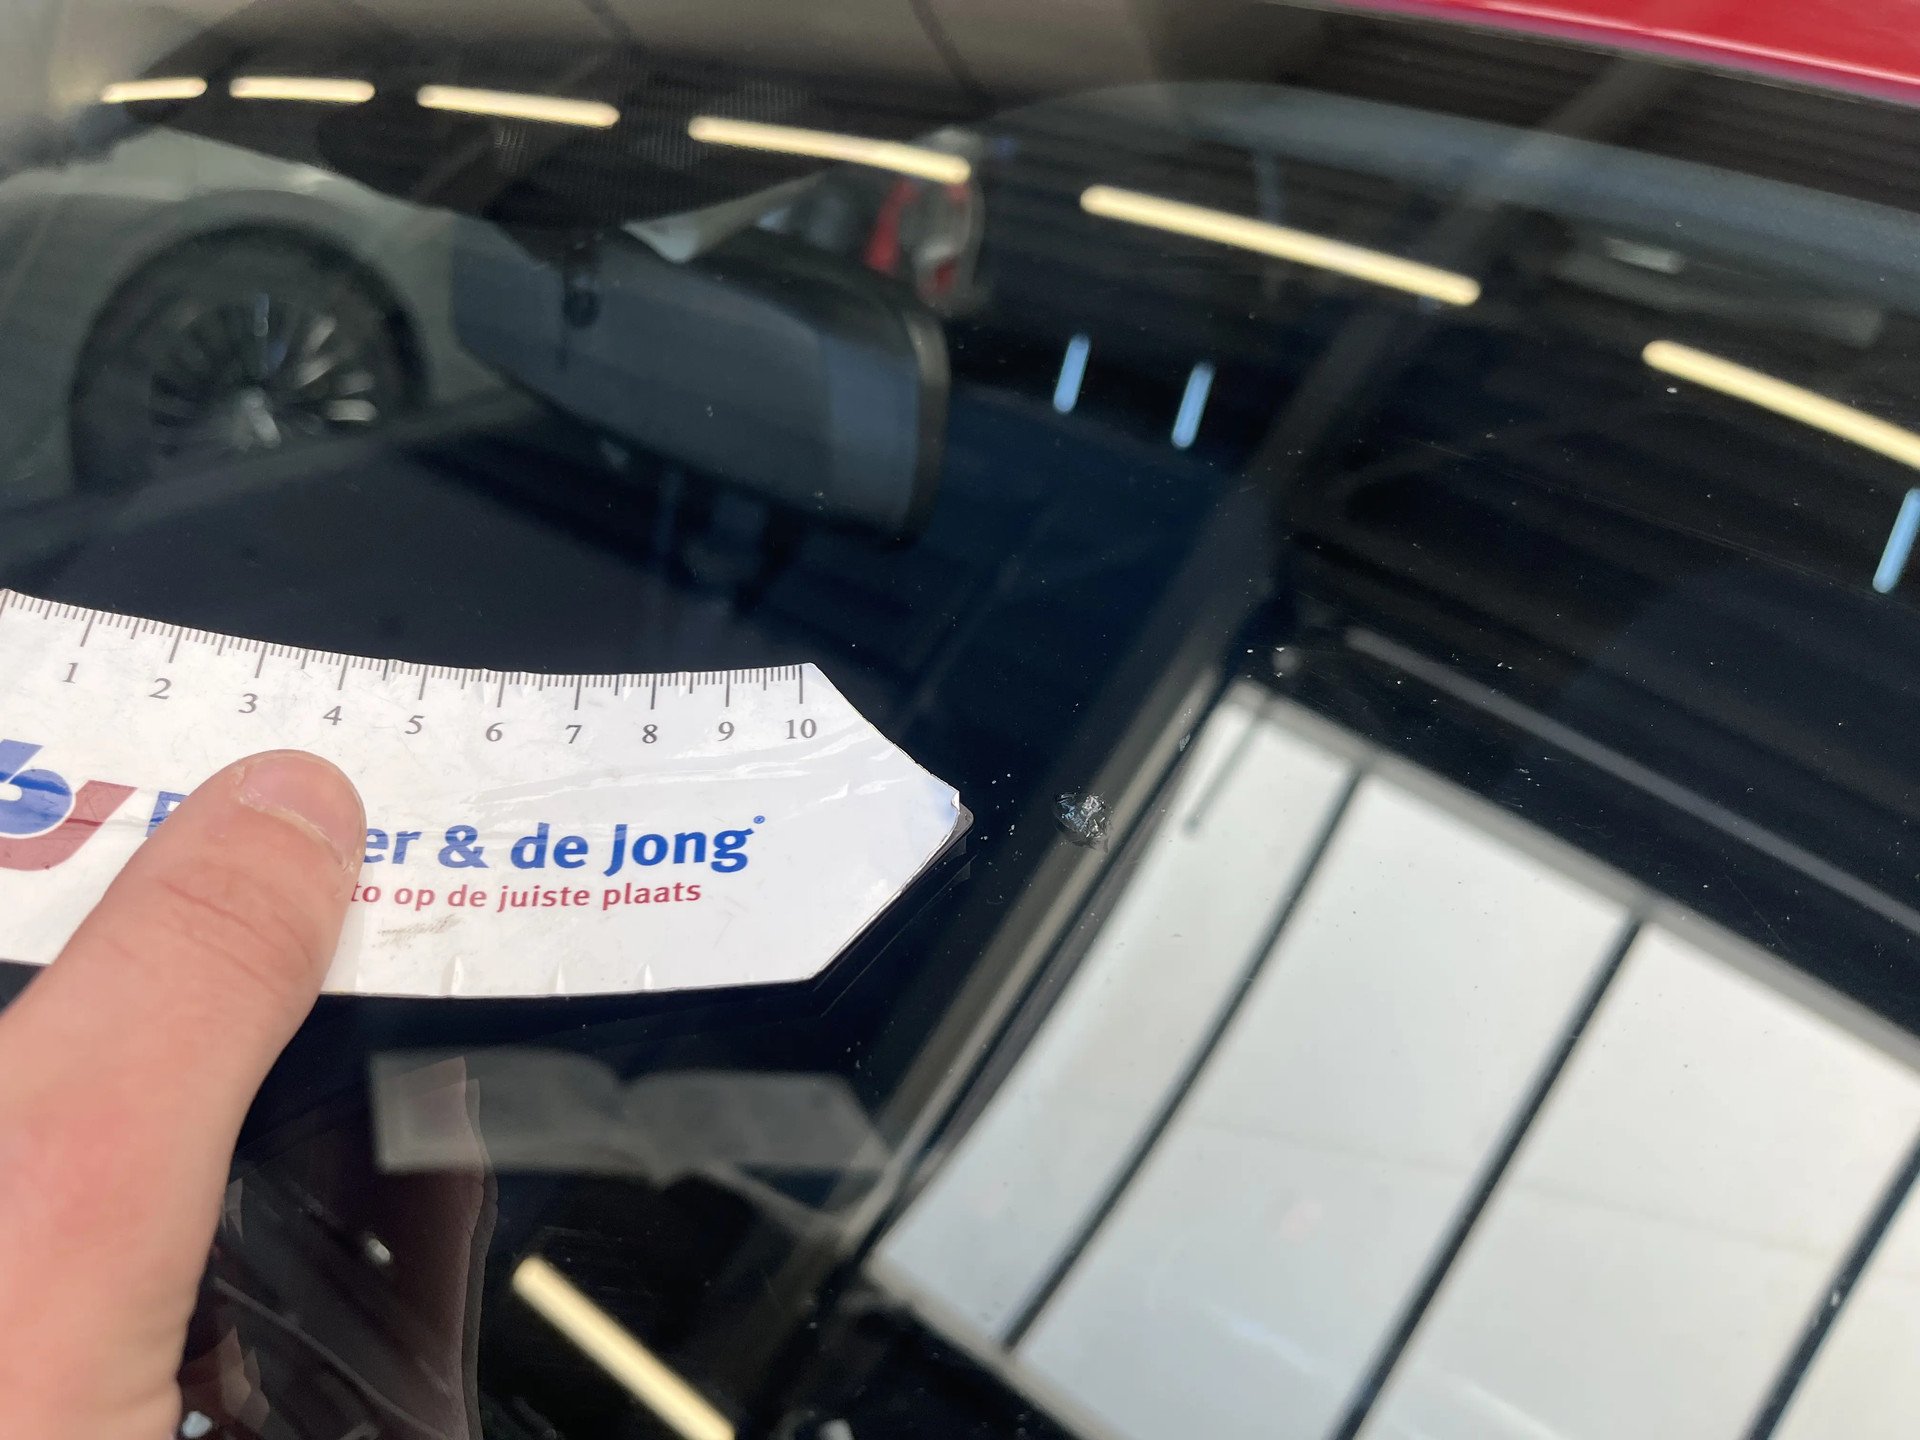 1 2 3 4 5 6 7 8 9 10
er & de Jong®
to op de juiste plaats